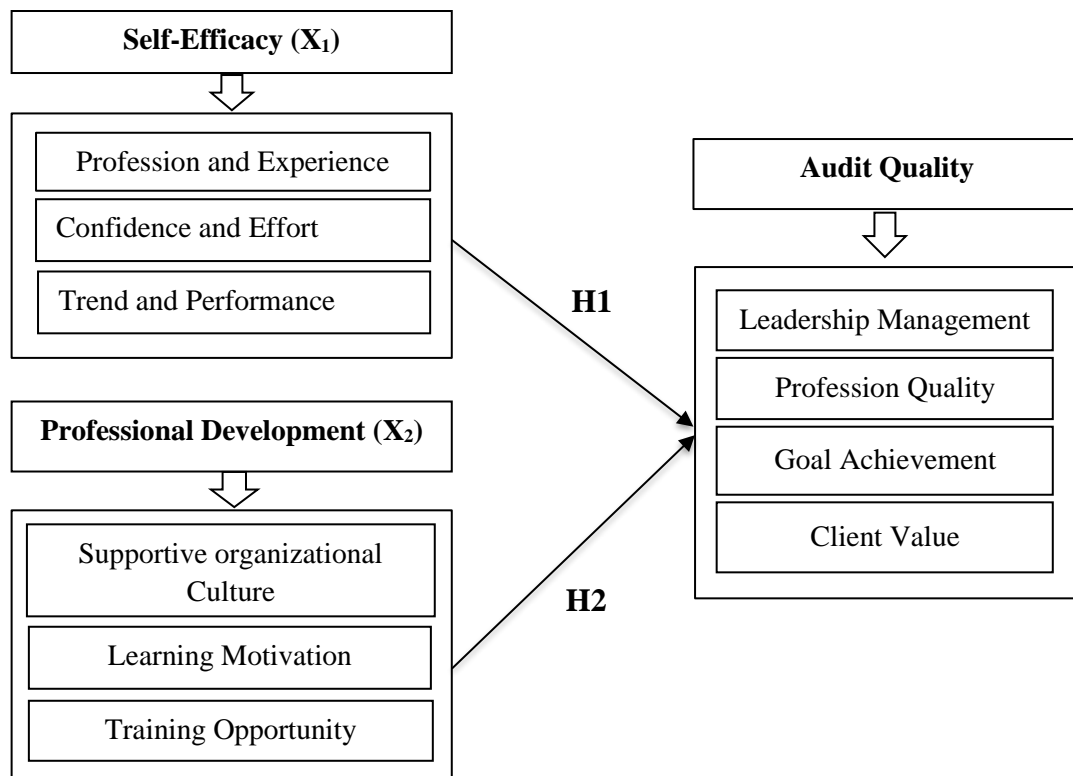 Self-Efficacy (X₁)
Profession and Experience
Confidence and Effort
Trend and Performance
Professional Development (X₂)
Supportive organizational
Culture
Learning Motivation
Training Opportunity
H1
H2
Audit Quality
Leadership Management
Profession Quality
Goal Achievement
Client Value